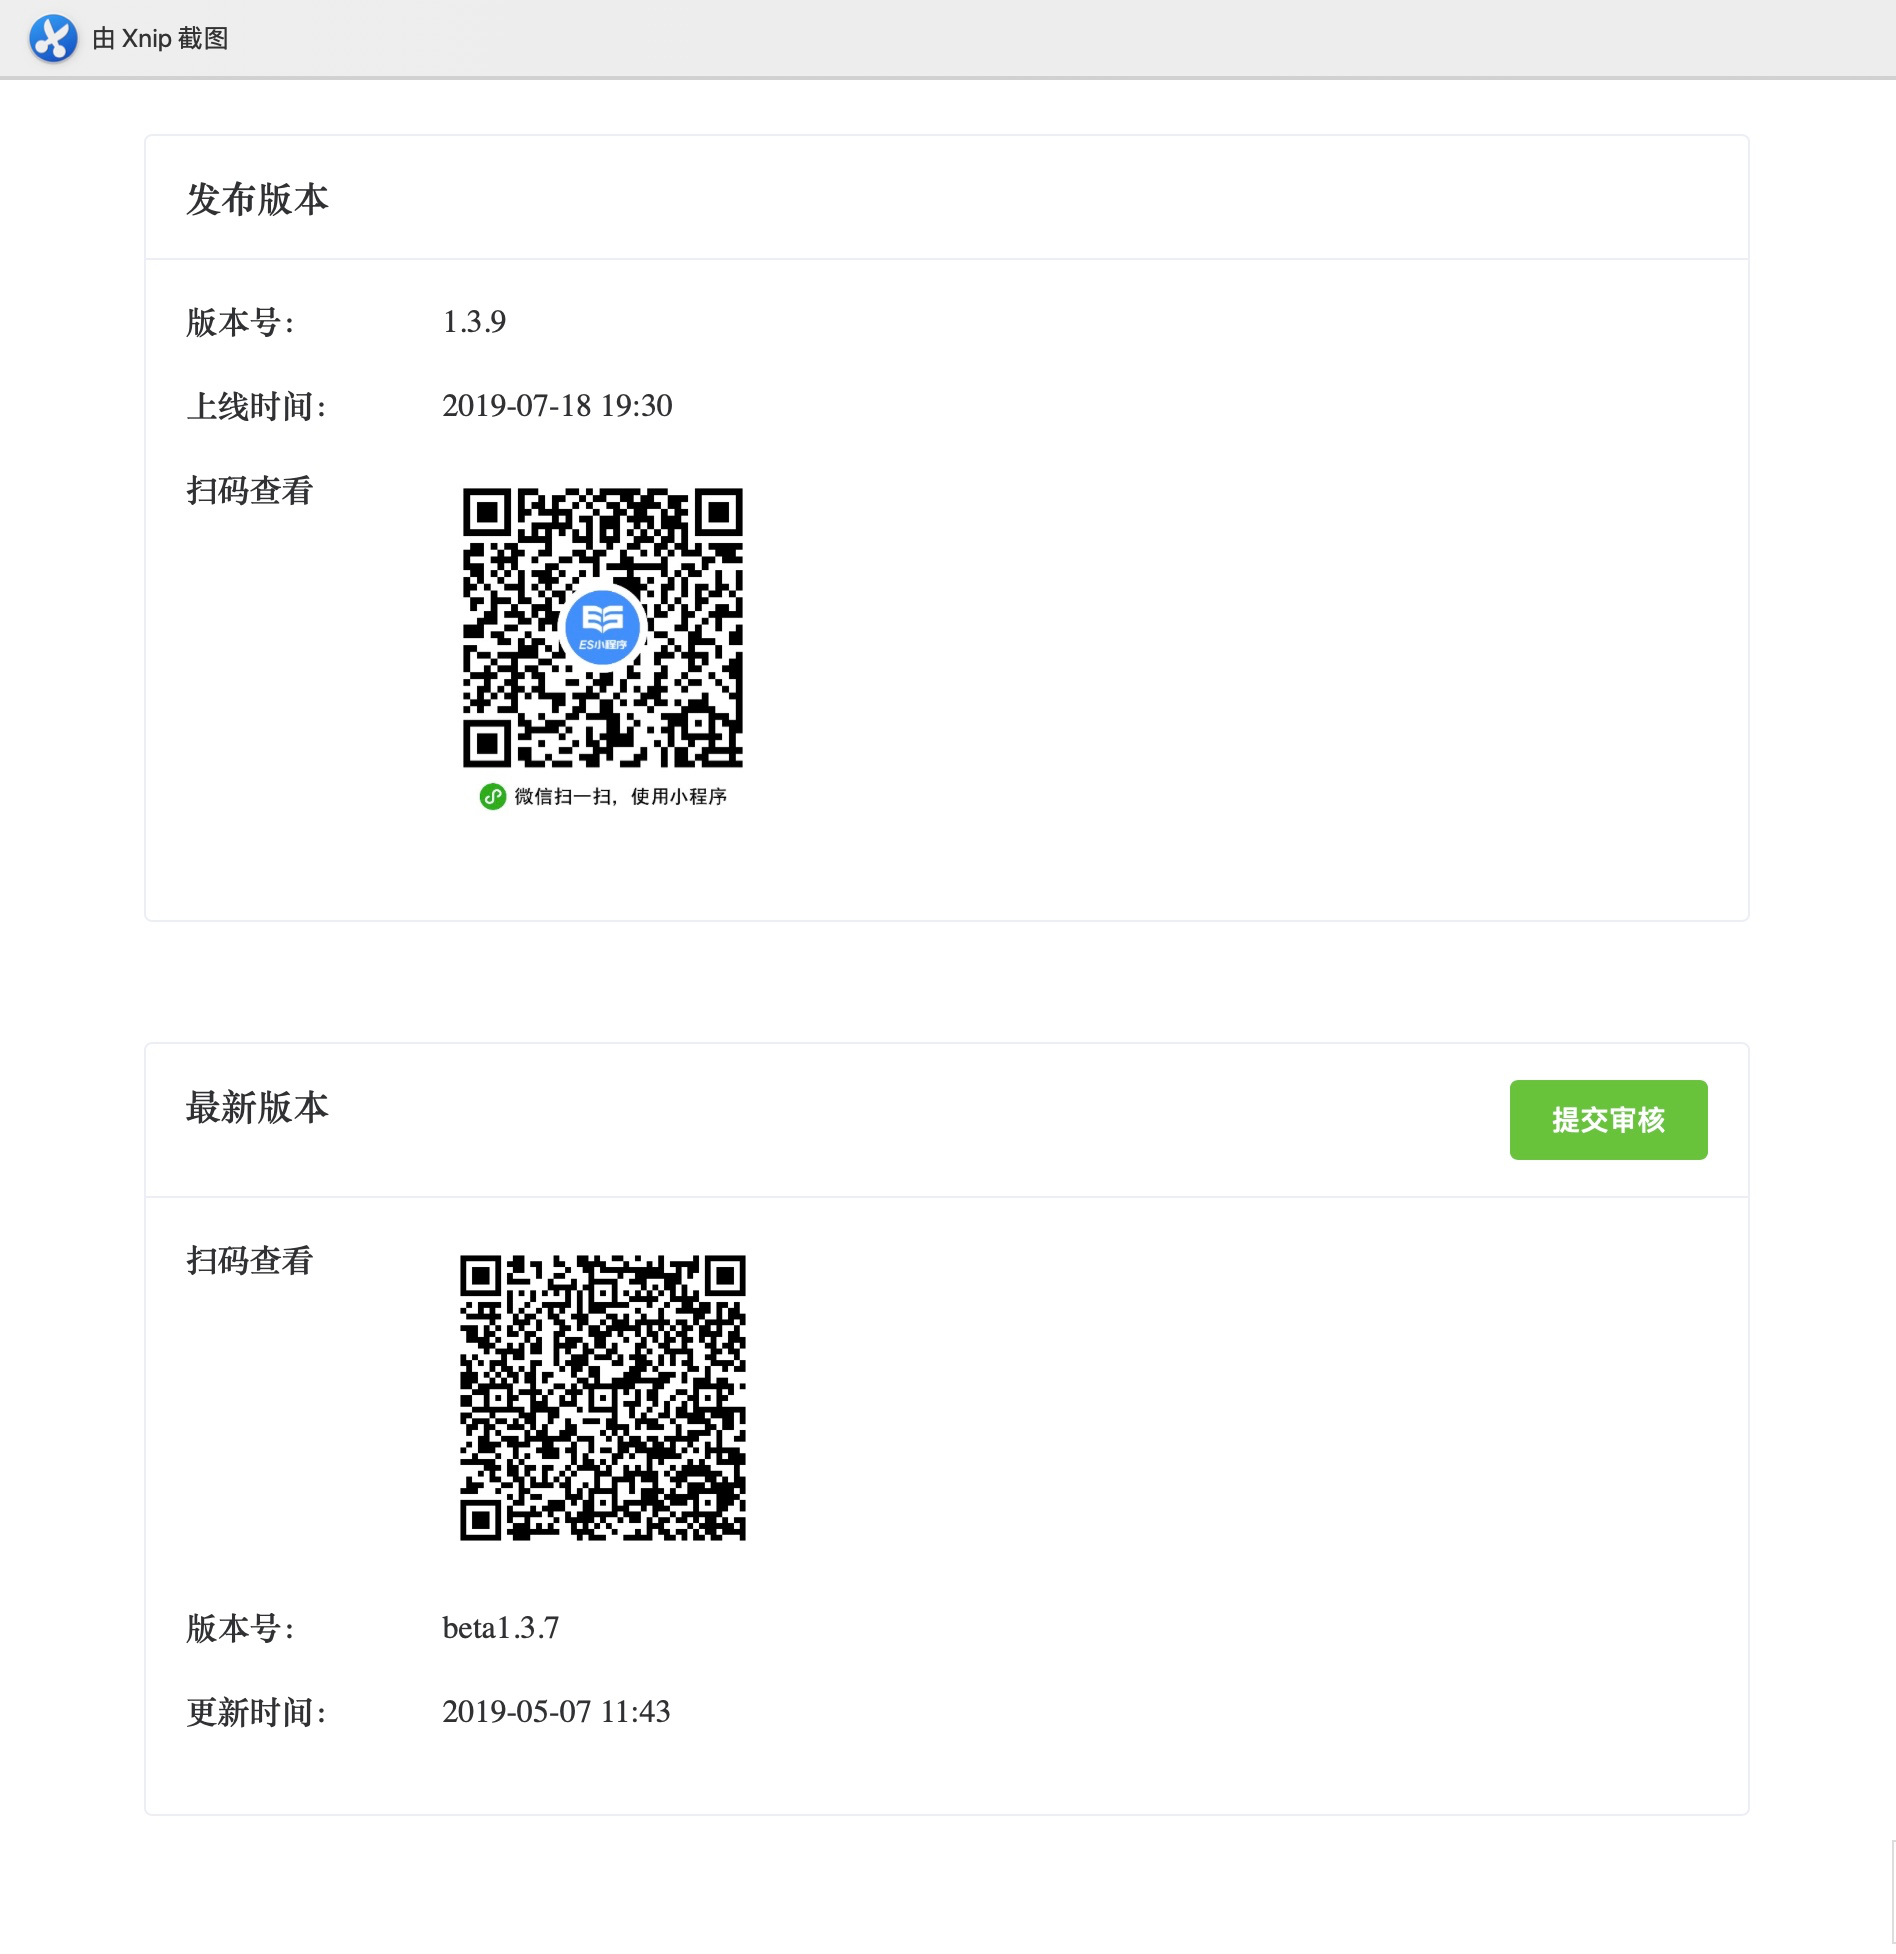 由 Xnip 截图
发布版本
版本号：
1.3.9
上线时间：
2019-07-18 19:30
扫码查看
ES小程序
微信扫一扫，使用小程序
最新版本
提交审核
扫码查看
版本号：
beta1.3.7
更新时间：
2019-05-07 11:43